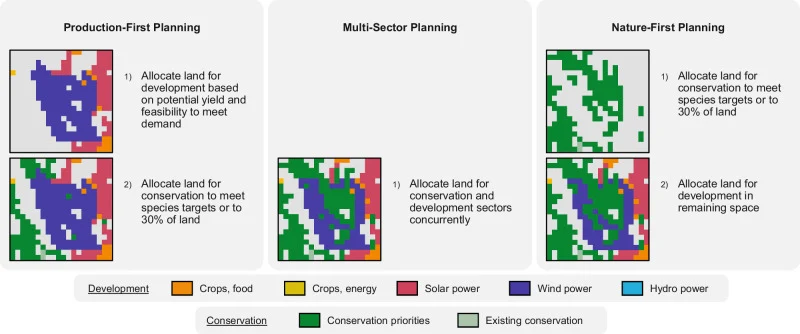 Production-First Planning
1) Allocate land for
development based
on potential yield and
feasibility to meet
demand
2) Allocate land for
conservation to meet
species targets or to
30% of land
Multi-Sector Planning
1) Allocate land for
conservation and
development sectors
concurrently
Nature-First Planning
1) Allocate land for
conservation to meet
species targets or to
30% of land
2) Allocate land for
development in
remaining space
Development Crops, food Crops, energy Solar power Wind power Hydro power
Conservation Conservation priorities Existing conservation